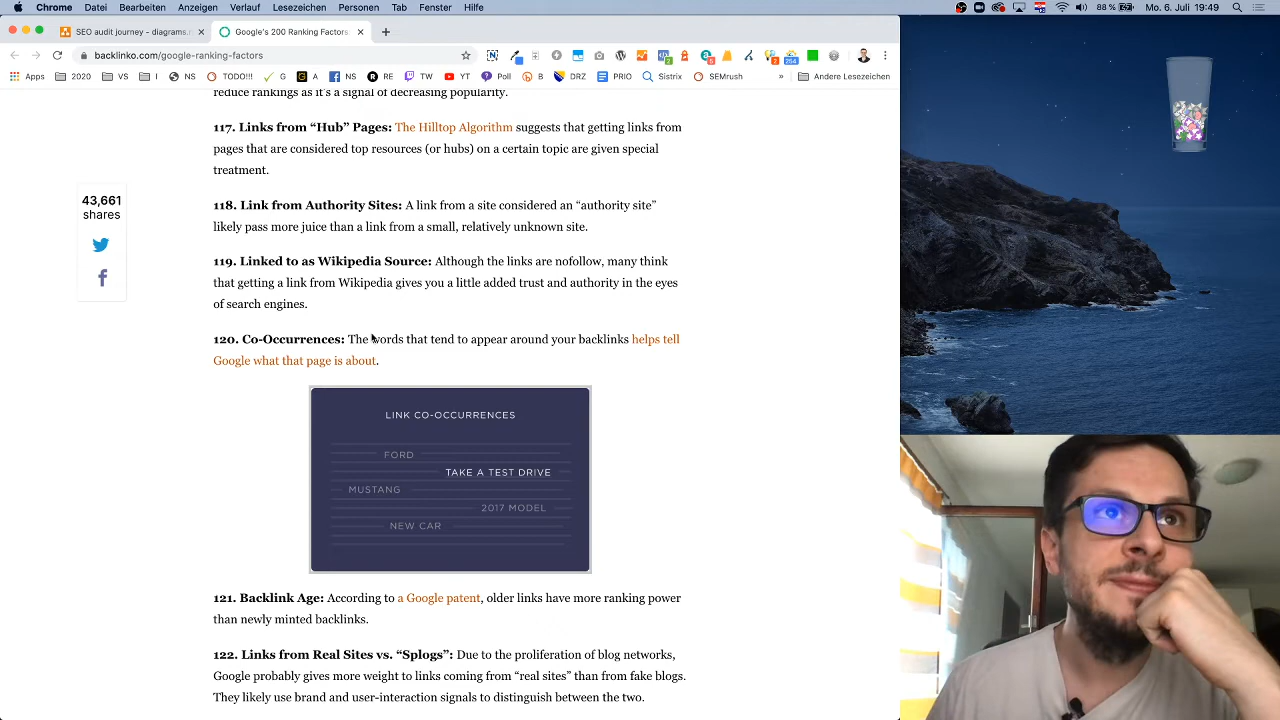 Chrome Datei Bearbeiten Anzeigen Verlauf Lesezeichen Personen Tab Fenster Hilfe
88 % Mo. 6. Juli 19:49
SEO audit journey - diagrams.
Google's 200 Ranking Factors:
backlinko.com/google-ranking-factors
2
5
2
254
Apps 2020 VS I NS TODO!!! G A NS RE TW YT Poll B DRZ PRIO Sistrix SEMrush » Andere Lesezeichen
reduce rankings as it's a signal of decreasing popularity.
117. Links from “Hub” Pages: The Hilltop Algorithm suggests that getting links from
pages that are considered top resources (or hubs) on a certain topic are given special
treatment.
43,661
shares
118. Link from Authority Sites: A link from a site considered an “authority site”
likely pass more juice than a link from a small, relatively unknown site.
119. Linked to as Wikipedia Source: Although the links are nofollow, many think
that getting a link from Wikipedia gives you a little added trust and authority in the eyes
of search engines.
120. Co-Occurrences: The words that tend to appear around your backlinks helps tell
Google what that page is about.
LINK CO-OCCURRENCES
FORD
TAKE A TEST DRIVE
MUSTANG
2017 MODEL
NEW CAR
121. Backlink Age: According to a Google patent, older links have more ranking power
than newly minted backlinks.
122. Links from Real Sites vs. “Splogs”: Due to the proliferation of blog networks,
Google probably gives more weight to links coming from “real sites” than from fake blogs.
They likely use brand and user-interaction signals to distinguish between the two.